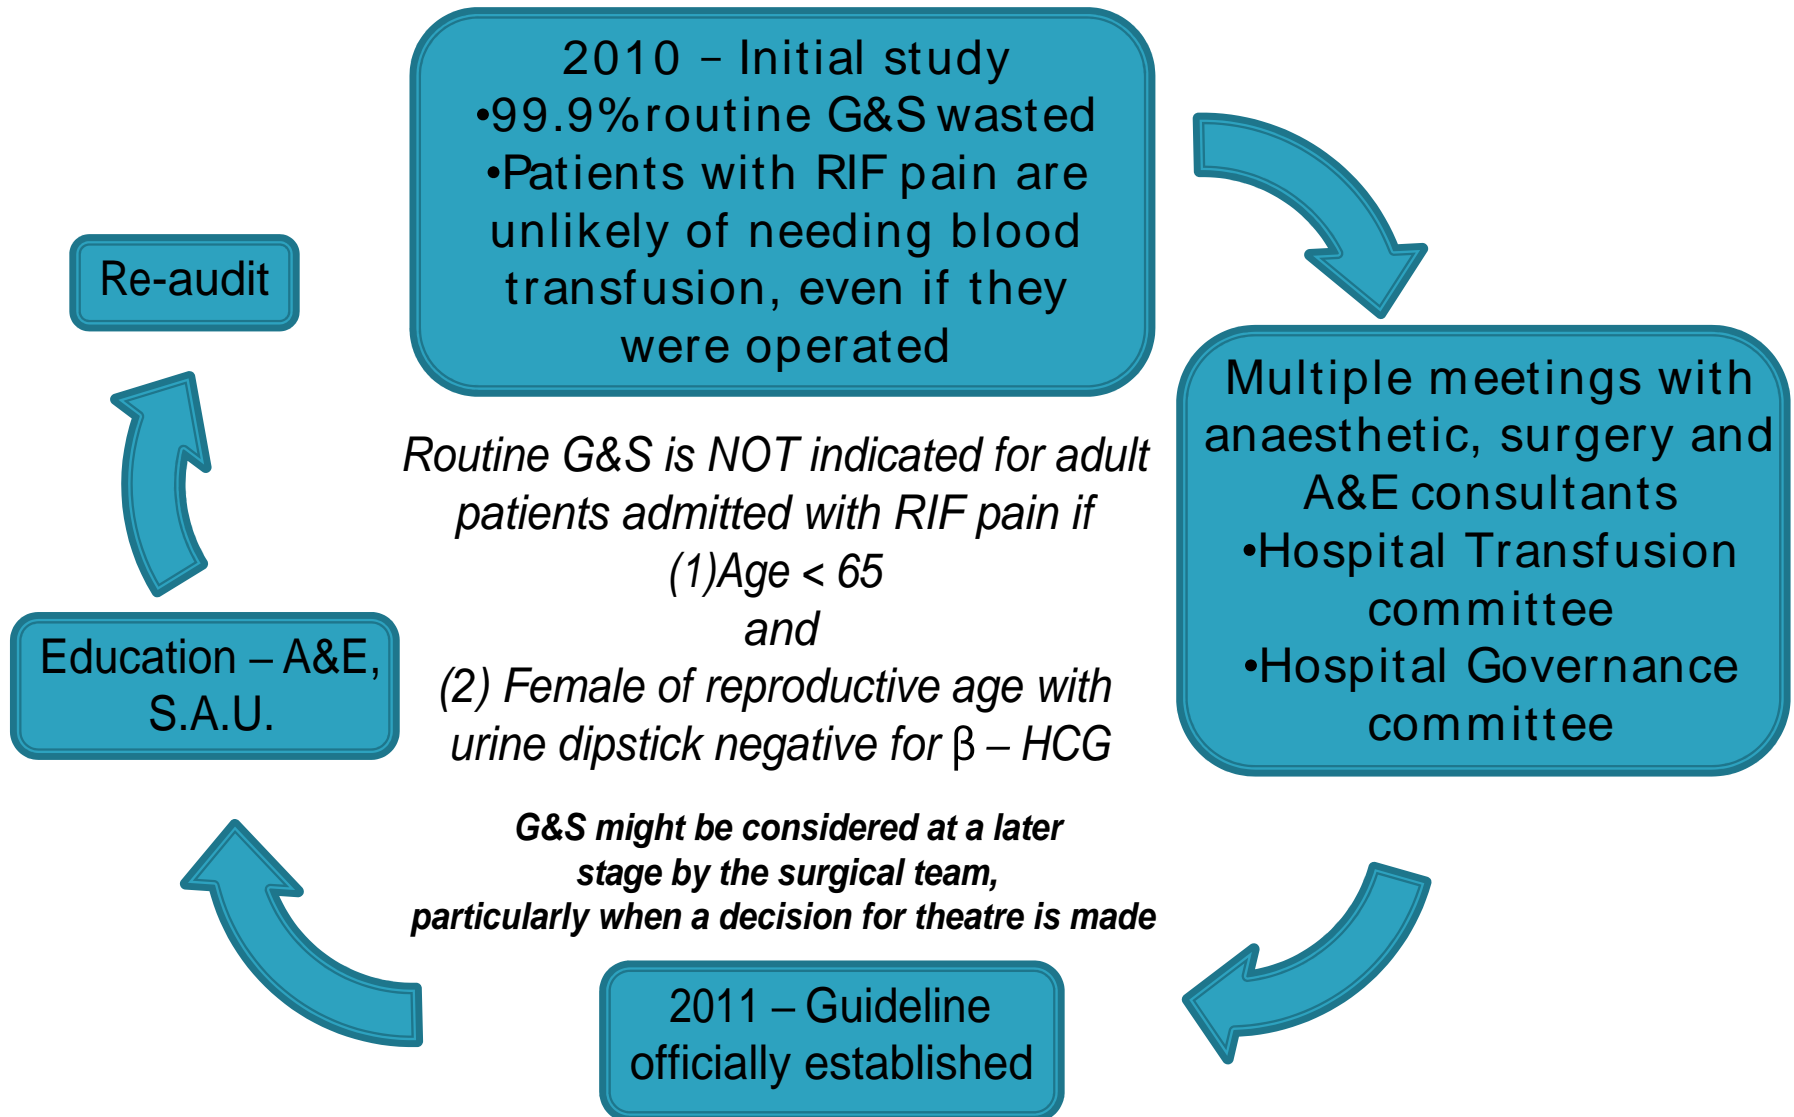 2010 – Initial study
•99.9% routine G&S wasted
•Patients with RIF pain are
unlikely of needing blood
transfusion, even if they
were operated
Multiple meetings with
anaesthetic, surgery and
A&E consultants
•Hospital Transfusion
committee
•Hospital Governance
committee
2011 – Guideline
officially established
Education – A&E,
S.A.U.
Re-audit
Routine G&S is NOT indicated for adult
patients admitted with RIF pain if
(1)Age < 65
and
(2) Female of reproductive age with
urine dipstick negative for β – HCG
G&S might be considered at a later
stage by the surgical team,
particularly when a decision for theatre is made